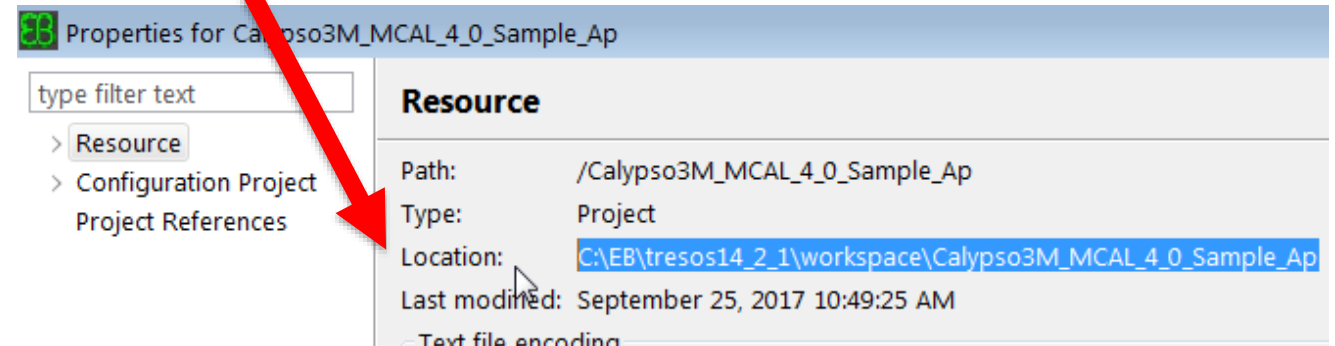 EB Properties for Calypso3M_MCAL_4_0_Sample_Ap
type filter text
Resource
Configuration Project
Project References
Resource
Path: /Calypso3M_MCAL_4_0_Sample_Ap
Type: Project
Location: C:\EB\tresos14_2_1\workspace\Calypso3M_MCAL_4_0_Sample_Ap
Last modified: September 25, 2017 10:49:25 AM
Text file encoding